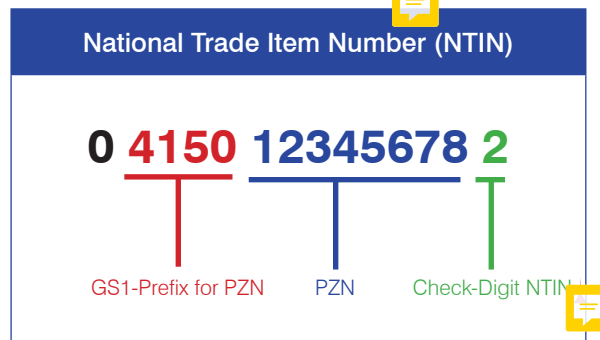 National Trade Item Number (NTIN)
0 4150 12345678 2
GS1-Prefix for PZN PZN Check-Digit NTIN